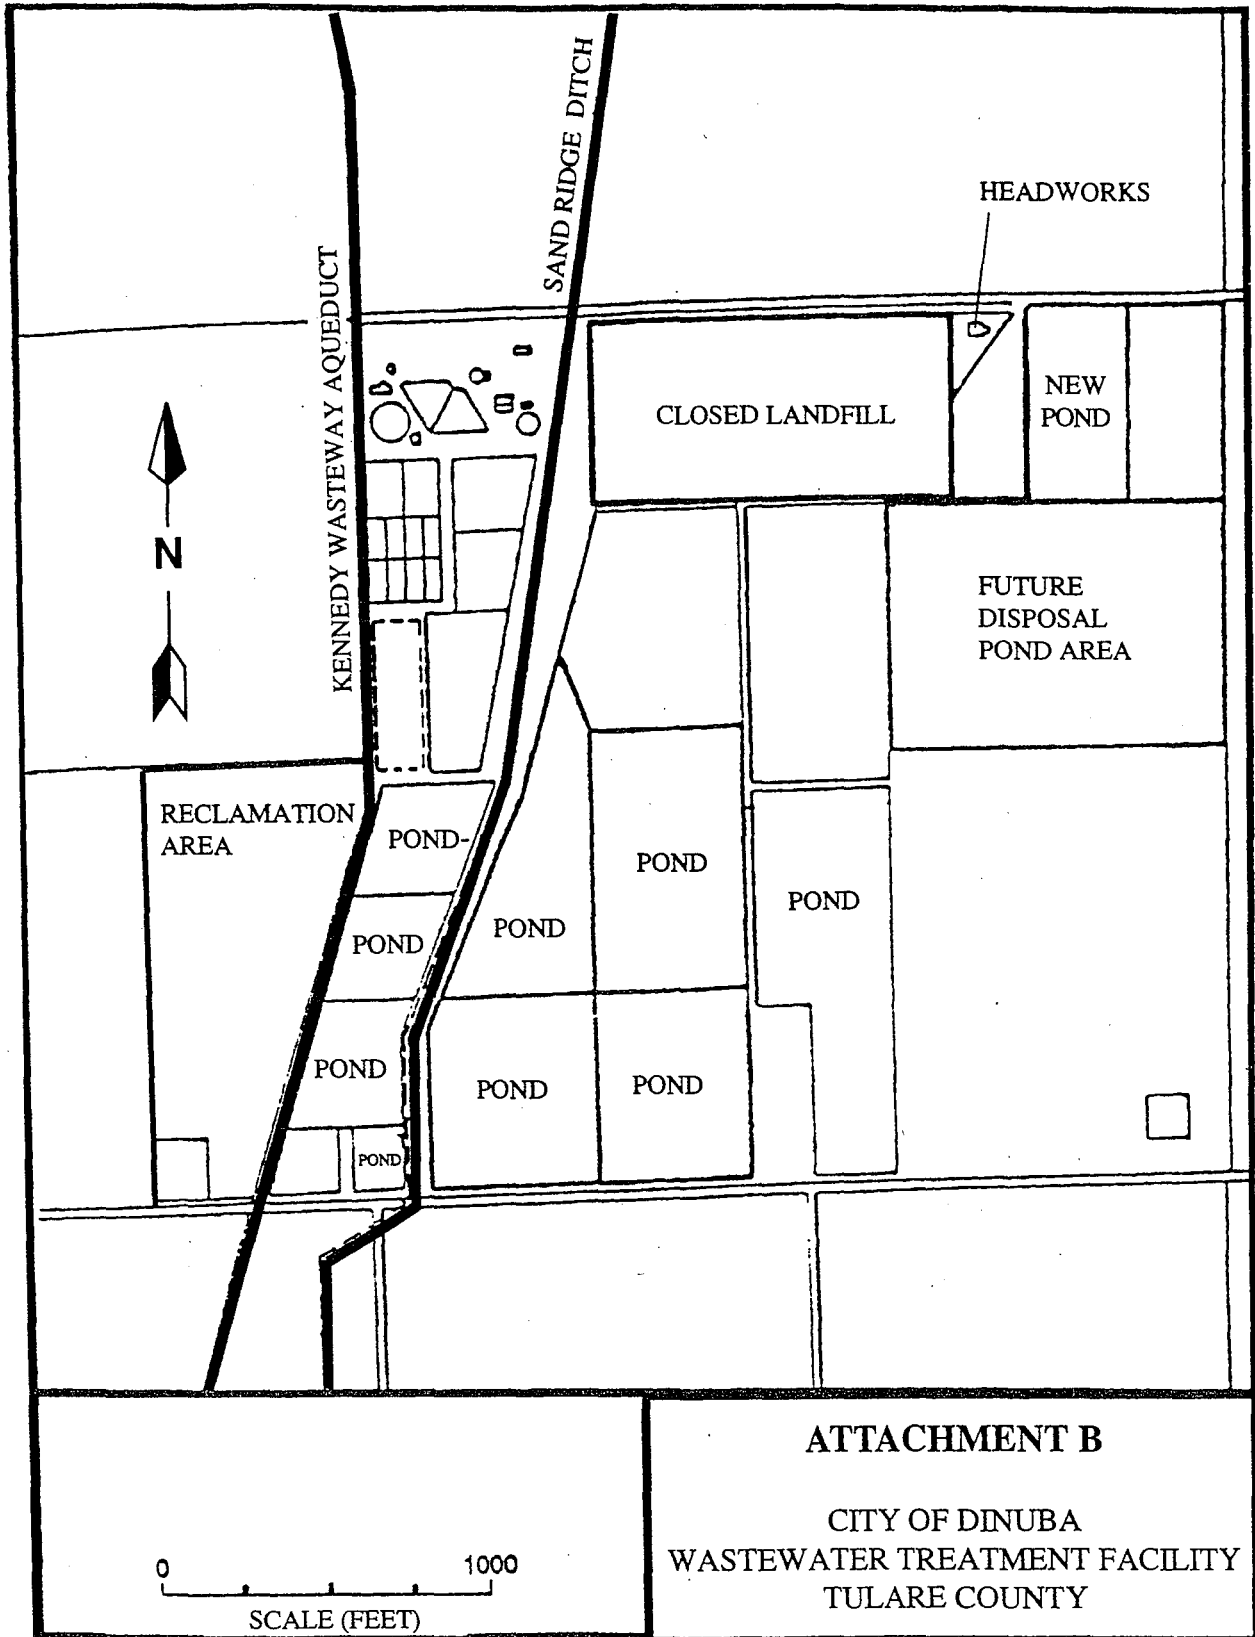 SAND RIDGE DITCH
HEADWORKS
KENNEDY WASTEWAY AQUEDUCT
CLOSED LANDFILL
NEW
POND
N
FUTURE
DISPOSAL
POND AREA
RECLAMATION
AREA
POND-
POND
POND
POND
POND
POND
POND
POND
POND
ATTACHMENT B
CITY OF DINUBA
WASTEWATER TREATMENT FACILITY
TULARE COUNTY
0 1000
SCALE (FEET)